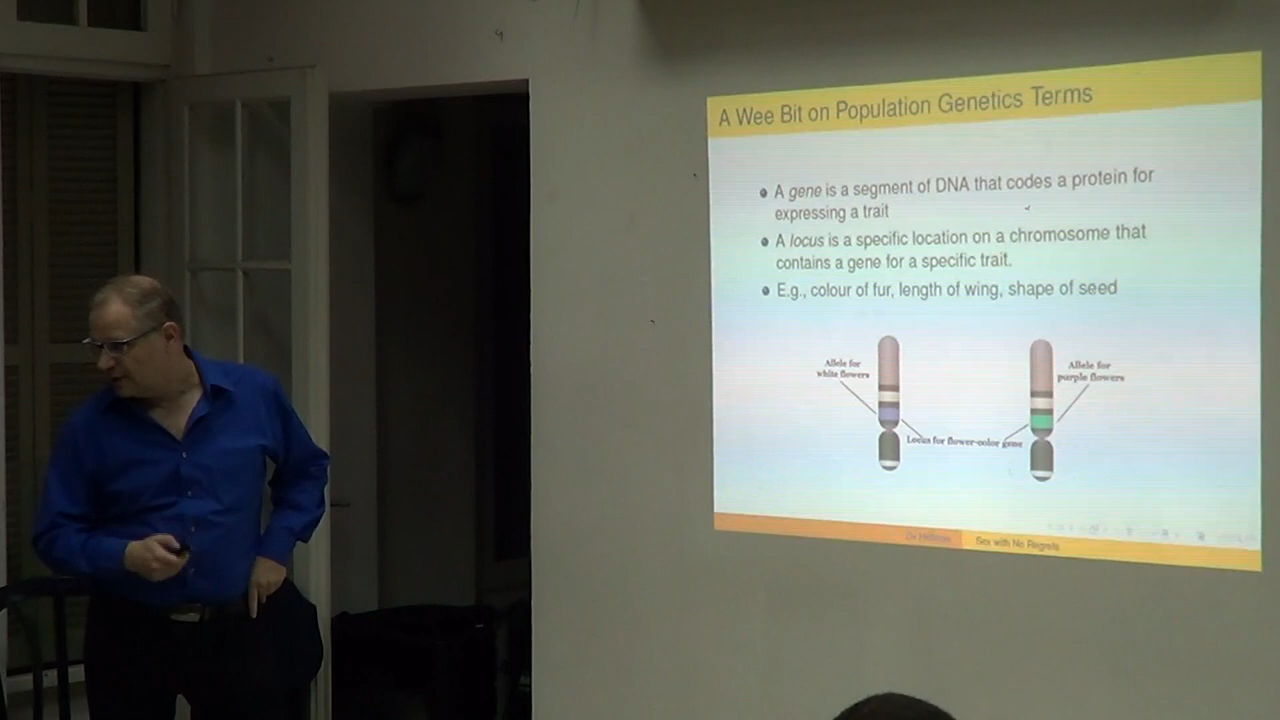 A Wee Bit on Population Genetics Terms
A gene is a segment of DNA that codes a protein for
expressing a trait
A locus is a specific location on a chromosome that
contains a gene for a specific trait.
E.g., colour of fur, length of wing, shape of seed
Allele for
white flowers
Allele for
purple flowers
Locus for flower-color gene
Sex with No Regrets